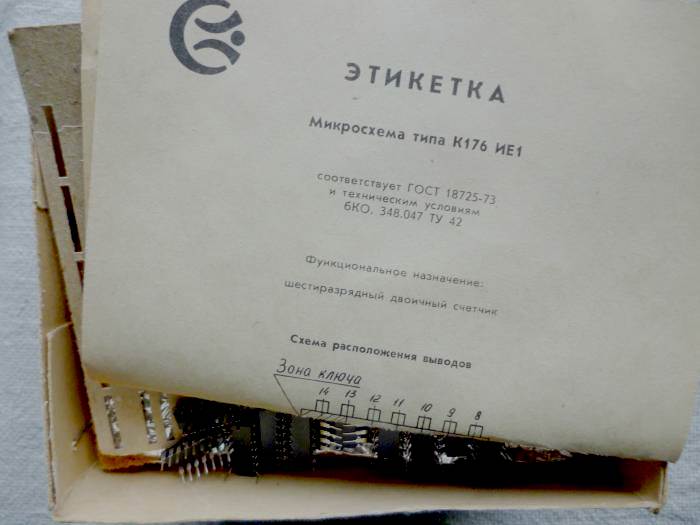 ЭТИКЕТКА
Микросхема типа К176 ИЕ1
соответствует ГОСТ 18725-73
и техническим условиям
бКО. 348.047 ТУ 42
Функциональное назначение:
шестиразрядный двоичный счетчик
Схема расположения выводов
Зона ключа
14 13 12 11 10 9 8